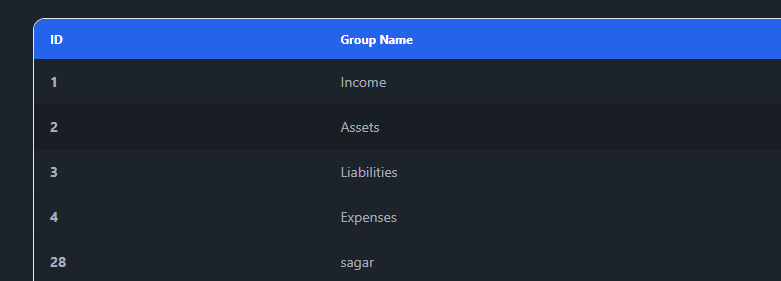 ID Group Name
1 Income
2 Assets
3 Liabilities
4 Expenses
28 sagar